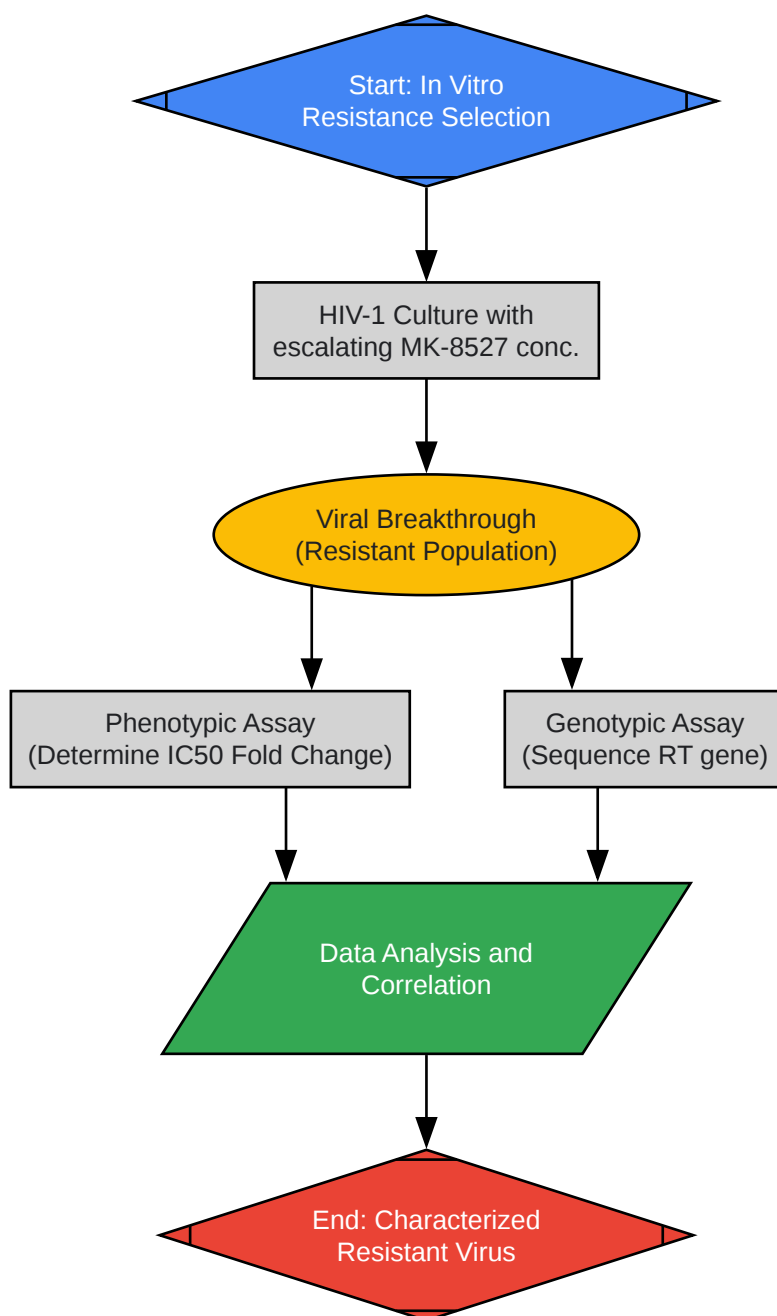 Start: In Vitro
Resistance Selection
HIV-1 Culture with
escalating MK-8527 conc.
Viral Breakthrough
(Resistant Population)
Phenotypic Assay
(Determine IC50 Fold Change)
Genotypic Assay
(Sequence RT gene)
Data Analysis and
Correlation
End: Characterized
Resistant Virus